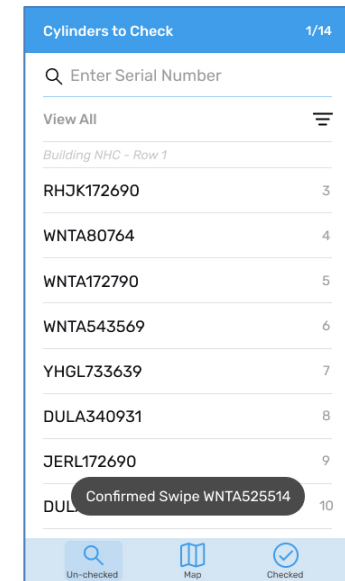 Cylinders to Check 1/14
Enter Serial Number
View All
Building NHC - Row 1
RHJK172690 3
WNTA80764 4
WNTA172790 5
WNTA543569 6
YHGL733639 7
DULA340931 8
JERL172690 9
Confirmed Swipe WNTA525514
10
Un-checked Map Checked